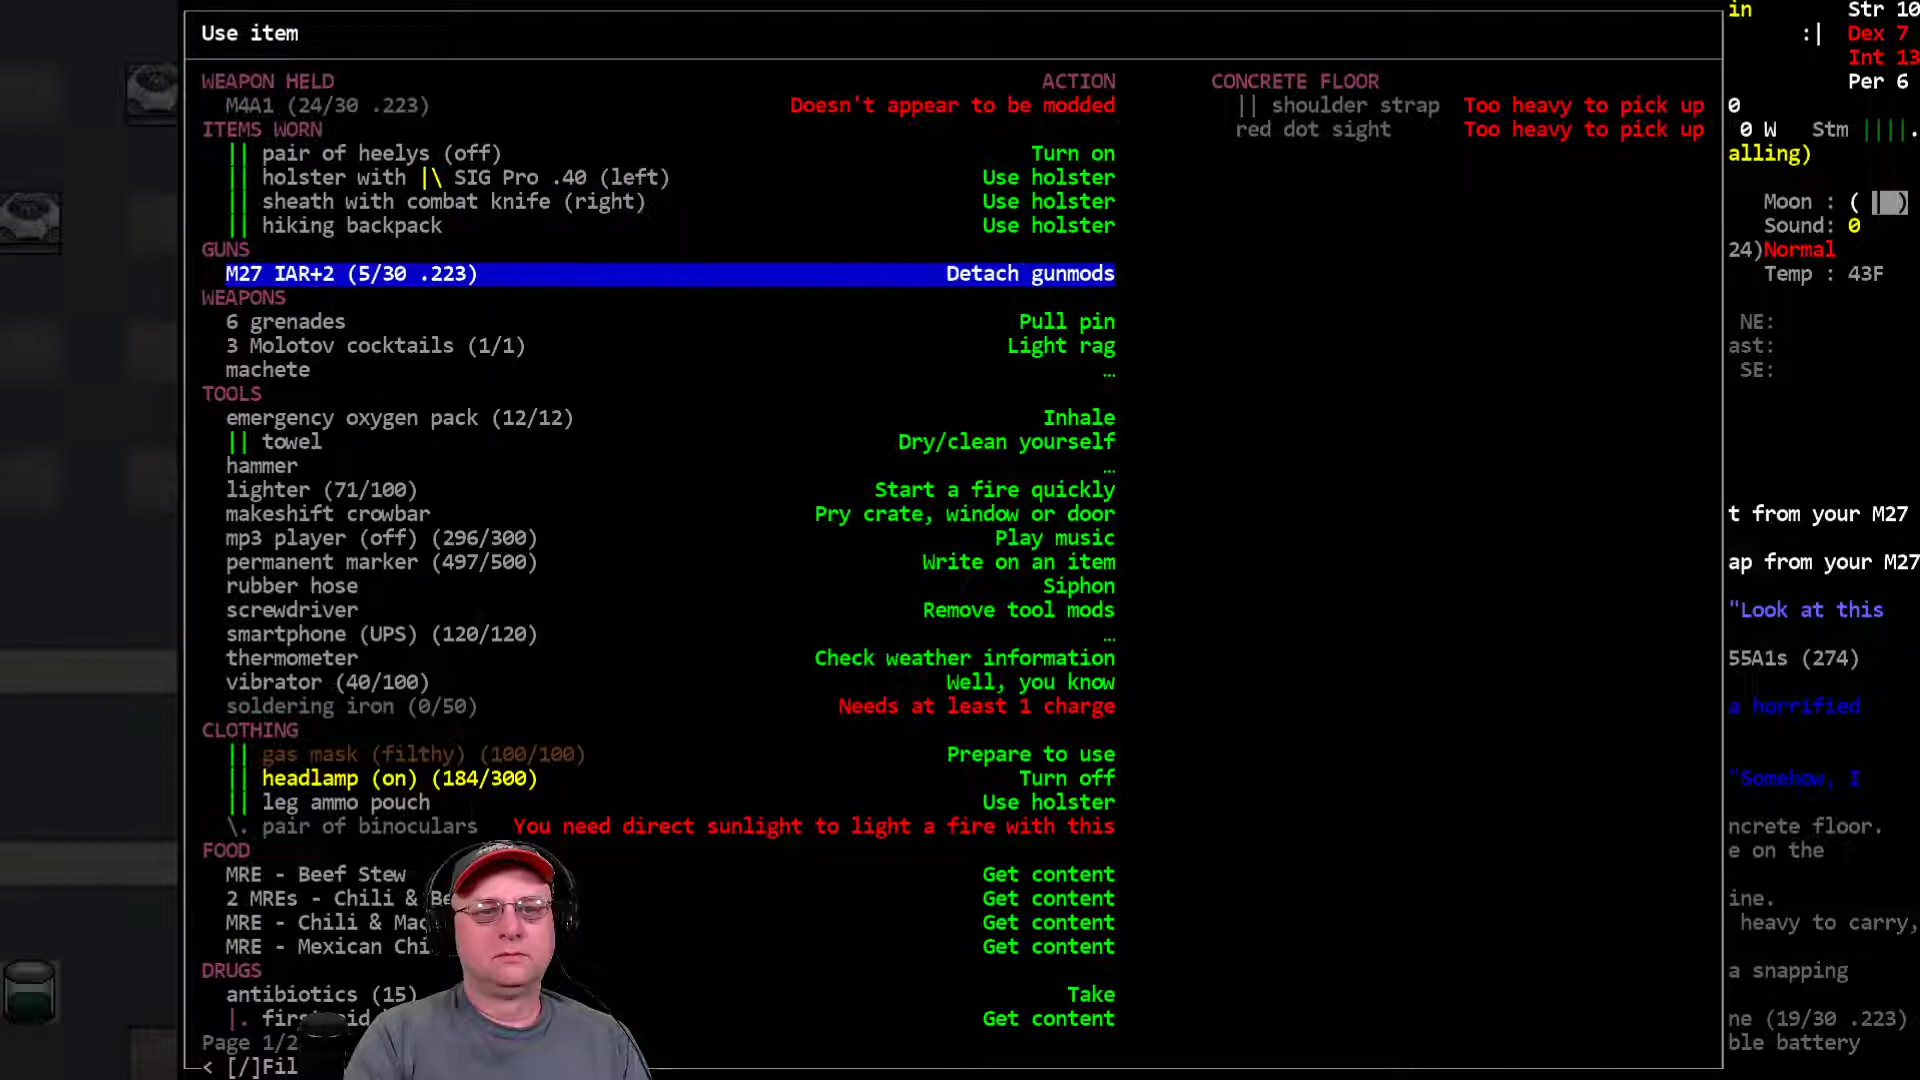 Use item
WEAPON HELD ACTION
M4A1 (24/30 .223) Doesn't appear to be modded
ITEMS WORN
|| pair of heelys (off) Turn on
|| holster with |\ SIG Pro .40 (left) Use holster
|| sheath with combat knife (right) Use holster
|| hiking backpack Use holster
GUNS
M27 IAR+2 (5/30 .223) Detach gunmods
WEAPONS
6 grenades Pull pin
3 Molotov cocktails (1/1) Light rag
machete …
TOOLS
emergency oxygen pack (12/12) Inhale
|| towel Dry/clean yourself
hammer …
lighter (71/100) Start a fire quickly
makeshift crowbar Pry crate, window or door
mp3 player (off) (296/300) Play music
permanent marker (497/500) Write on an item
rubber hose Siphon
screwdriver Remove tool mods
smartphone (UPS) (120/120) …
thermometer Check weather information
vibrator (40/100) Well, you know
soldering iron (0/50) Needs at least 1 charge
CLOTHING
|| gas mask (filthy) (100/100) Prepare to use
|| headlamp (on) (184/300) Turn off
|| leg ammo pouch Use holster
\. pair of binoculars You need direct sunlight to light a fire with this
FOOD
MRE - Beef Stew Get content
2 MREs - Chili & Be Get content
MRE - Chili & Mac Get content
MRE - Mexican Chi Get content
DRUGS
antibiotics (15) Take
|. first aid Get content
Page 1/2
< [/]Fil
CONCRETE FLOOR
|| shoulder strap Too heavy to pick up
red dot sight Too heavy to pick up
in Str 10
:| Dex 7
Int 13
Per 6
0
0 W Stm ||||.
alling)
Moon : ( | )
Sound: 0
24)Normal
Temp : 43F
NE:
ast:
SE:
t from your M27
ap from your M27
"Look at this
55A1s (274)
a horrified
"Somehow, I
ncrete floor.
e on the
ine.
heavy to carry,
a snapping
ne (19/30 .223)
ble battery